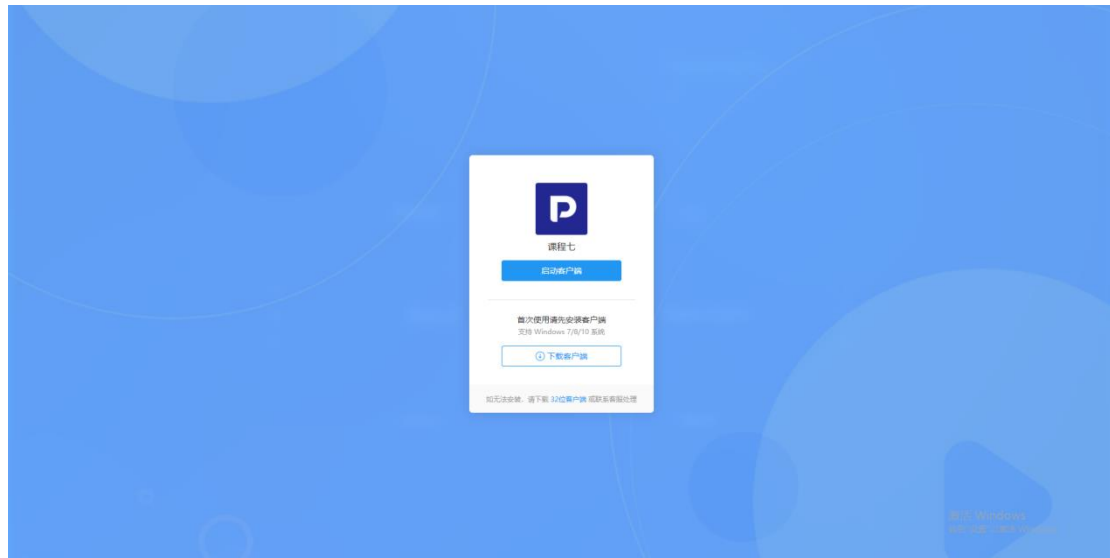 课程七
启动客户端
首次使用请先安装客户端
支持 Windows 7/8/10 系统
下载客户端
如无法安装，请下载 32位客户端 或联系客服处理
激活 Windows